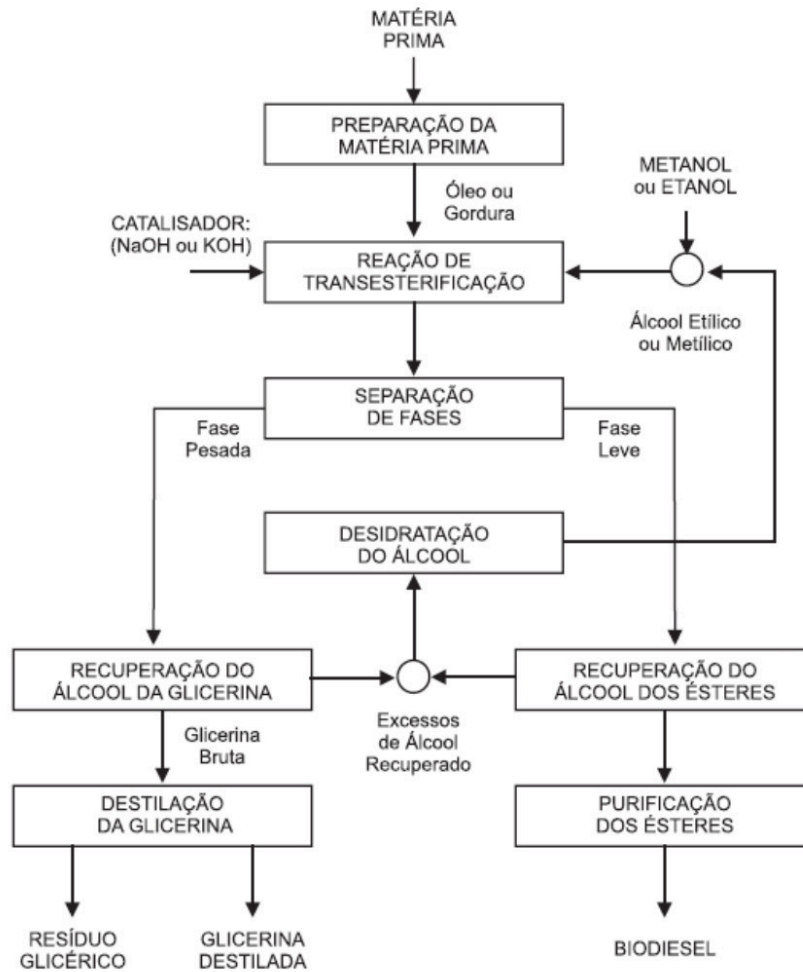 MATÉRIA
PRIMA
PREPARAÇÃO DA
MATÉRIA PRIMA
METANOL
ou ETANOL
Óleo ou
Gordura
CATALISADOR:
(NaOH ou KOH)
REAÇÃO DE
TRANSESTERIFICAÇÃO
Álcool Etílico
ou Metílico
SEPARAÇÃO
DE FASES
Fase
Pesada
Fase
Leve
DESIDRATAÇÃO
DO ÁLCOOL
RECUPERAÇÃO DO
ÁLCOOL DA GLICERINA
RECUPERAÇÃO DO
ÁLCOOL DOS ÉSTERES
Glicerina
Bruta
Excessos
de Álcool
Recuperado
DESTILAÇÃO
DA GLICERINA
PURIFICAÇÃO
DOS ÉSTERES
RESÍDUO
GLICÉRICO
GLICERINA
DESTILADA
BIODIESEL